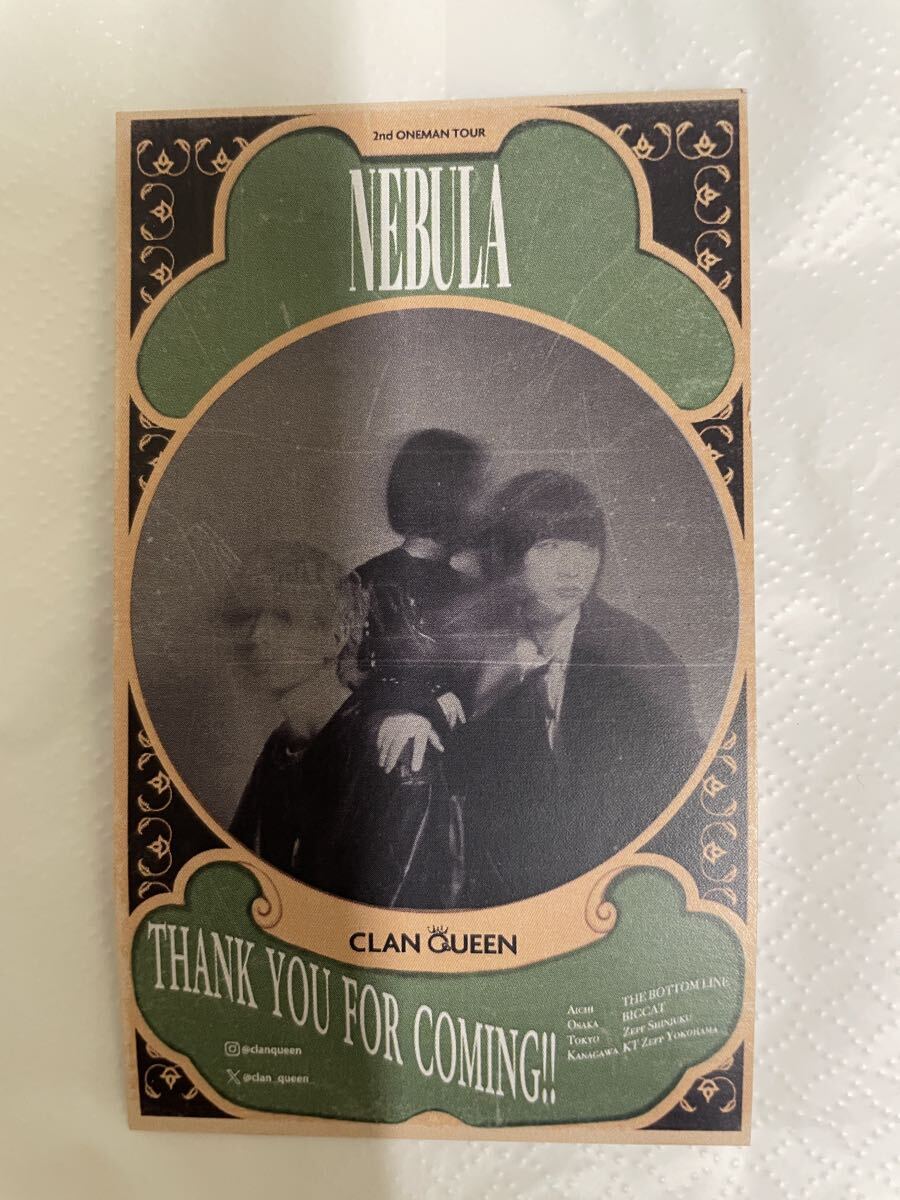 2nd ONEMAN TOUR
NEBULA
CLAN QUEEN
THANK YOU FOR COMING!!
@clanqueen
@clan_queen_
AICHI THE BOTTOM LINE
OSAKA BIGCAT
TOKYO ZEPP SHINJUKU
KANAGAWA KT ZEPP YOKOHAMA